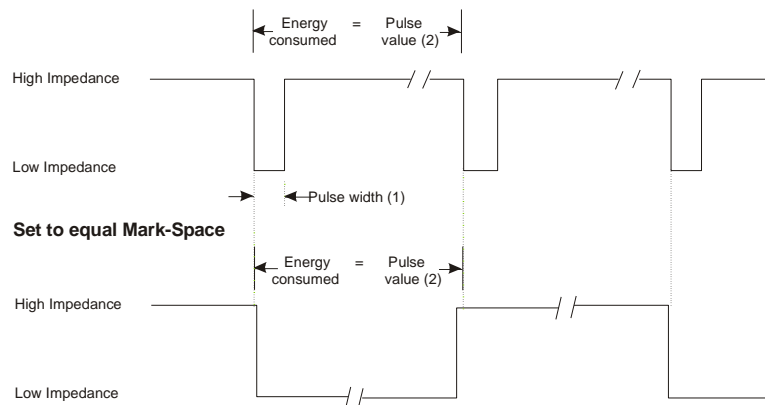 Energy = Pulse
consumed value (2)
High Impedance
Low Impedance
Pulse width (1)
Set to equal Mark-Space
Energy = Pulse
consumed value (2)
High Impedance
Low Impedance